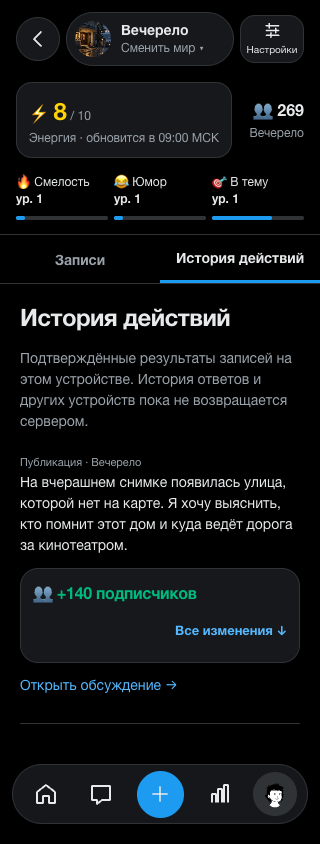 Вечерело
Сменить мир ▾
Настройки
⚡ 8 / 10
Энергия · обновится в 09:00 МСК
👥 269
Вечерело
🔥 Смелость
ур. 1
😂 Юмор
ур. 1
🎯 В тему
ур. 1
Записи
История действий
История действий
Подтверждённые результаты записей на
этом устройстве. История ответов и
других устройств пока не возвращается
сервером.
Публикация · Вечерело
На вчерашнем снимке появилась улица,
которой нет на карте. Я хочу выяснить,
кто помнит этот дом и куда ведёт дорога
за кинотеатром.
👥 +140 подписчиков
Все изменения ↓
Открыть обсуждение →